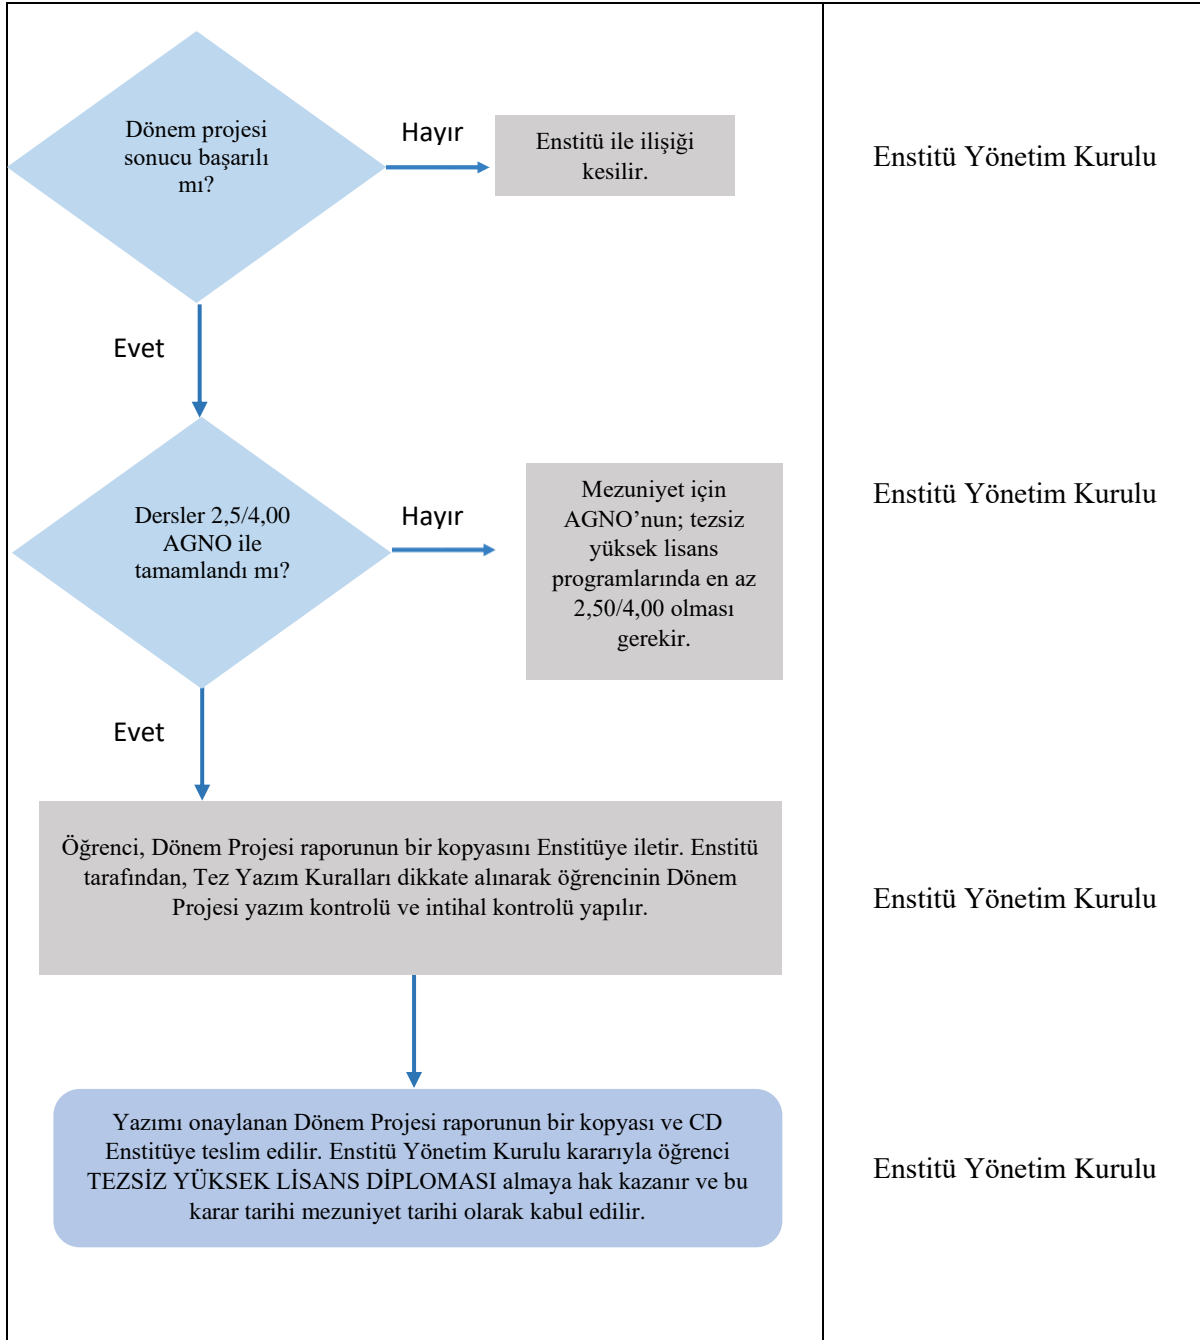 Dönem projesi
sonucu başarılı
mı?
Hayır
Enstitü ile ilişiği
kesilir.
Enstitü Yönetim Kurulu
Evet
Dersler 2,5/4,00
AGNO ile
tamamlandı mı?
Hayır
Mezuniyet için
AGNO’nun; tezsiz
yüksek lisans
programlarında en az
2,50/4,00 olması
gerekir.
Enstitü Yönetim Kurulu
Evet
Öğrenci, Dönem Projesi raporunun bir kopyasını Enstitüye iletir. Enstitü
tarafından, Tez Yazım Kuralları dikkate alınarak öğrencinin Dönem
Projesi yazım kontrolü ve intihal kontrolü yapılır.
Enstitü Yönetim Kurulu
Yazımı onaylanan Dönem Projesi raporunun bir kopyası ve CD
Enstitüye teslim edilir. Enstitü Yönetim Kurulu kararıyla öğrenci
TEZSİZ YÜKSEK LİSANS DİPLOMASI almaya hak kazanır ve bu
karar tarihi mezuniyet tarihi olarak kabul edilir.
Enstitü Yönetim Kurulu